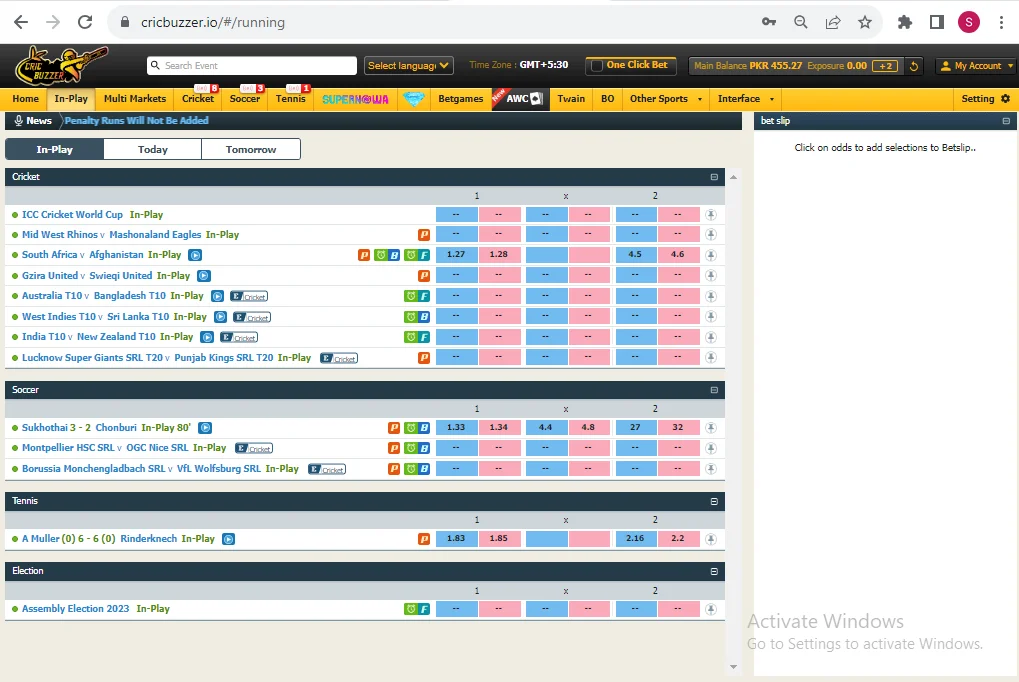 cricbuzzer.io/#/running
S
CRIC BUZZER
Search Event
Select language
Time Zone : GMT+5:30
One Click Bet
Main Balance PKR 455.27 Exposure 0.00 +2
My Account
Home In-Play Multi Markets Cricket 8 Soccer 3 Tennis 1 SUPERNOWA Betgames New AWC Twain BO Other Sports Interface Setting
News Penalty Runs Will Not Be Added
bet slip
Click on odds to add selections to Betslip..
In-Play Today Tomorrow
Cricket
1 x 2
ICC Cricket World Cup In-Play -- -- -- -- -- --
Mid West Rhinos v Mashonaland Eagles In-Play P -- -- -- -- -- --
South Africa v Afghanistan In-Play P B F 1.27 1.28 4.5 4.6
Gzira United v Swieqi United In-Play P -- -- -- -- -- --
Australia T10 v Bangladesh T10 In-Play E Cricket F -- -- -- -- -- --
West Indies T10 v Sri Lanka T10 In-Play E Cricket B -- -- -- -- -- --
India T10 v New Zealand T10 In-Play E Cricket F -- -- -- -- -- --
Lucknow Super Giants SRL T20 v Punjab Kings SRL T20 In-Play E Cricket P -- -- -- -- -- --
Soccer
1 x 2
Sukhothai 3 - 2 Chonburi In-Play 80' P B 1.33 1.34 4.4 4.8 27 32
Montpellier HSC SRL v OGC Nice SRL In-Play E Cricket P B -- -- -- -- -- --
Borussia Monchengladbach SRL v VfL Wolfsburg SRL In-Play E Cricket P B -- -- -- -- -- --
Tennis
1 x 2
A Muller (0) 6 - 6 (0) Rinderknech In-Play P 1.83 1.85 2.16 2.2
Election
1 x 2
Assembly Election 2023 In-Play F -- -- -- -- -- --
Activate Windows
Go to Settings to activate Windows.